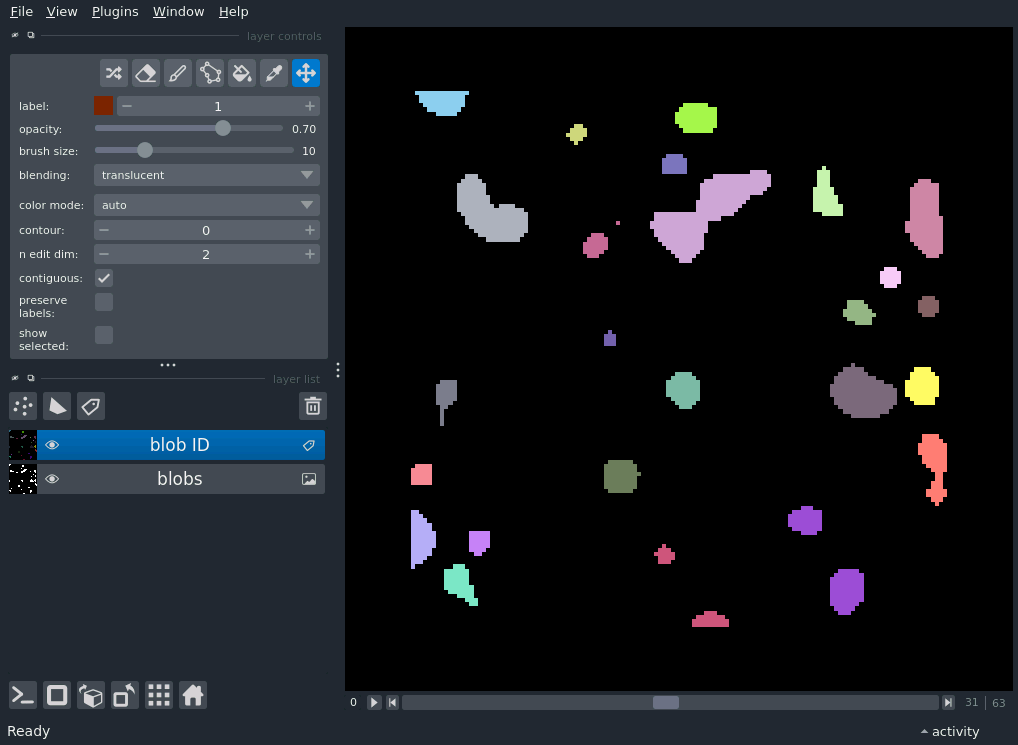 File View Plugins Window Help
layer controls
label: 1
opacity: 0.70
brush size: 10
blending: translucent
color mode: auto
contour: 0
n edit dim: 2
contiguous:
preserve
labels:
show
selected:
layer list
blob ID
blobs
0 31 63
Ready activity